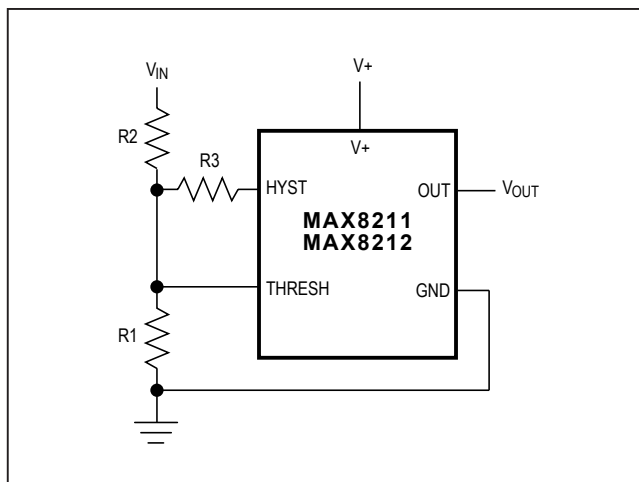 V+
VIN
V+
R2
R3
HYST
OUT
VOUT
MAX8211
MAX8212
THRESH
GND
R1